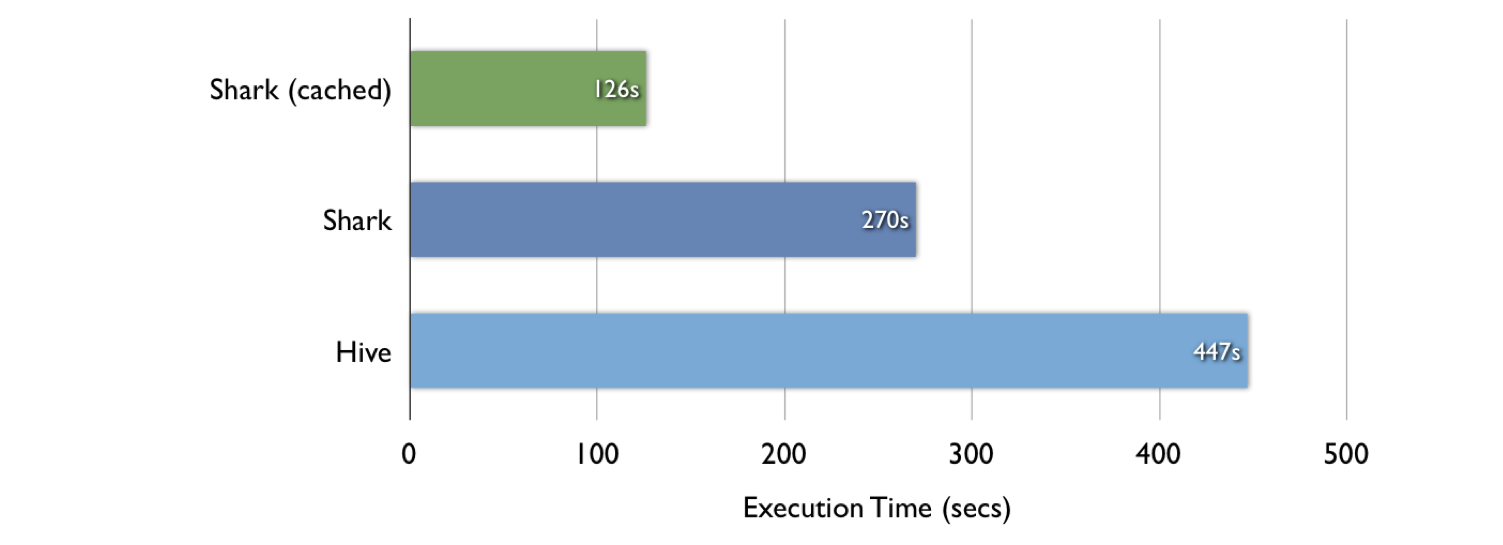 Shark (cached)
126s
Shark
270s
Hive
447s
0 100 200 300 400 500
Execution Time (secs)